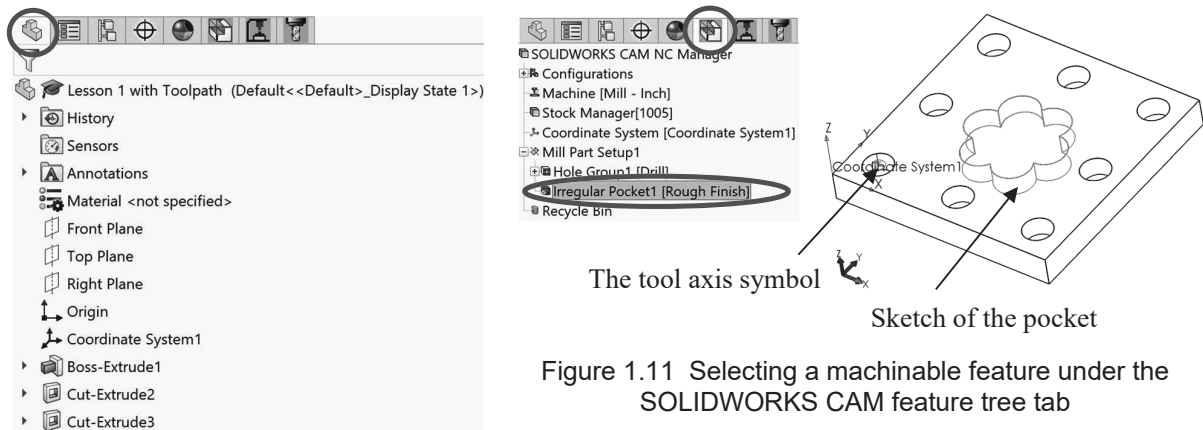 Lesson 1 with Toolpath (Default<<Default>_Display State 1>)
History
Sensors
Annotations
Material <not specified>
Front Plane
Top Plane
Right Plane
Origin
Coordinate System1
Boss-Extrude1
Cut-Extrude2
Cut-Extrude3
SOLIDWORKS CAM NC Manager
Configurations
Machine [Mill - Inch]
Stock Manager[1005]
Coordinate System [Coordinate System1]
Mill Part Setup1
Hole Group1 [Drill]
Irregular Pocket1 [Rough Finish]
Recycle Bin
Z
Y
Coordinate System1
X
Z
Y
X
The tool axis symbol
Sketch of the pocket
Figure 1.11 Selecting a machinable feature under the
SOLIDWORKS CAM feature tree tab